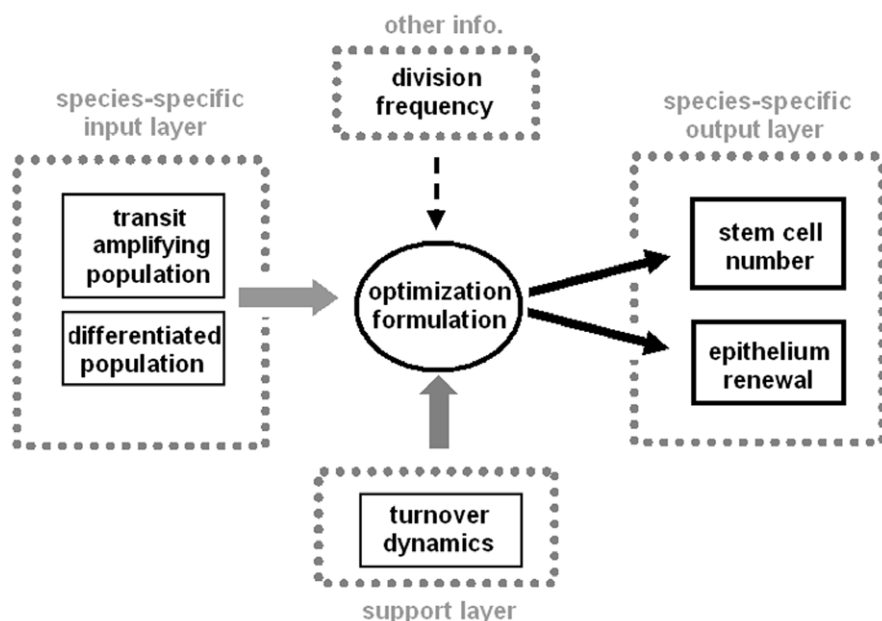 other info.
division
frequency
species-specific
input layer
transit
amplifying
population
differentiated
population
optimization
formulation
species-specific
output layer
stem cell
number
epithelium
renewal
turnover
dynamics
support layer